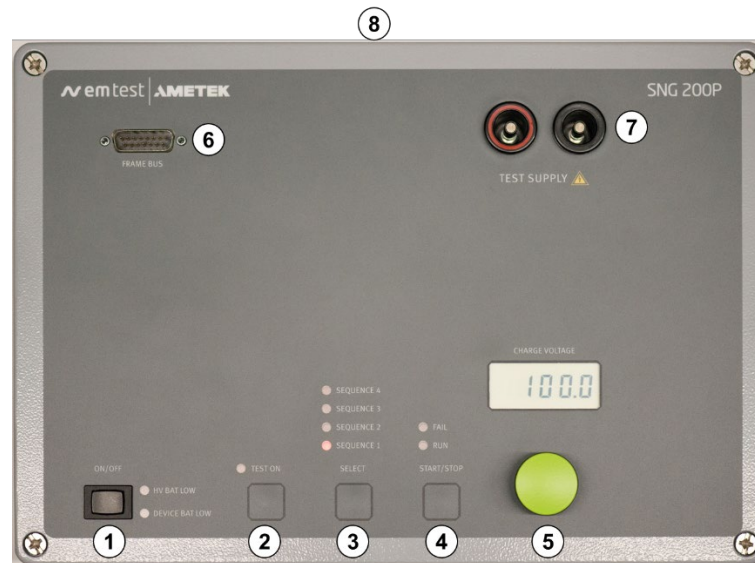 8
emtest AMETEK
SNG 200P
6
7
FRAME BUS
TEST SUPPLY
CHARGE VOLTAGE
100.0
SEQUENCE 4
SEQUENCE 3
SEQUENCE 2
SEQUENCE 1
FAIL
RUN
ON/OFF
TEST ON
SELECT
START/STOP
HV BAT LOW
DEVICE BAT LOW
1
2
3
4
5